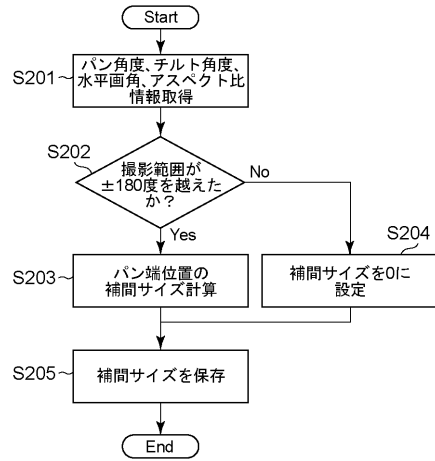 Start
S201
パン角度、チルト角度、
水平画角、アスペクト比
情報取得
S202
撮影範囲が
±180度を越えた
か？
No
Yes
S203
パン端位置の
補間サイズ計算
S204
補間サイズを0に
設定
S205
補間サイズを保存
End